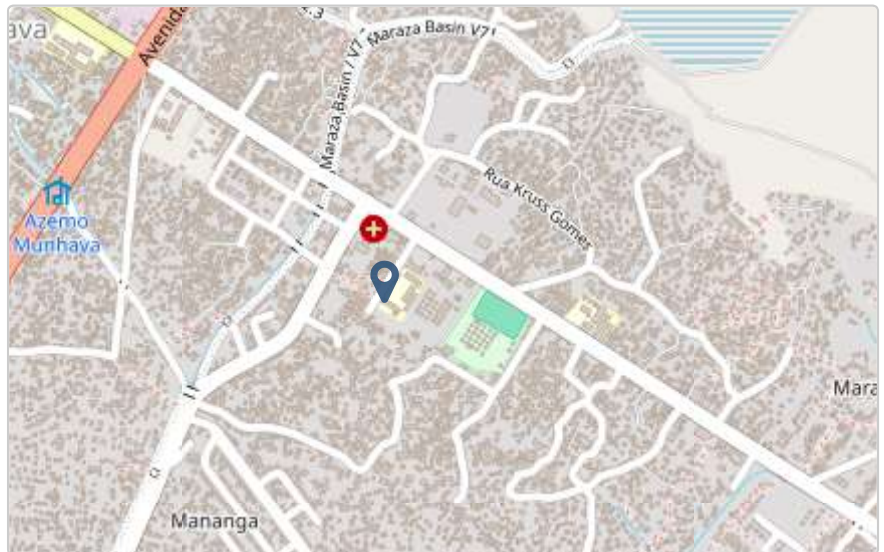 ava
Avenida
Maraza Basin / V7
Maraza Basin V7
Rua Kruss Gomes
Azemo
Munhava
Mara
Mananga